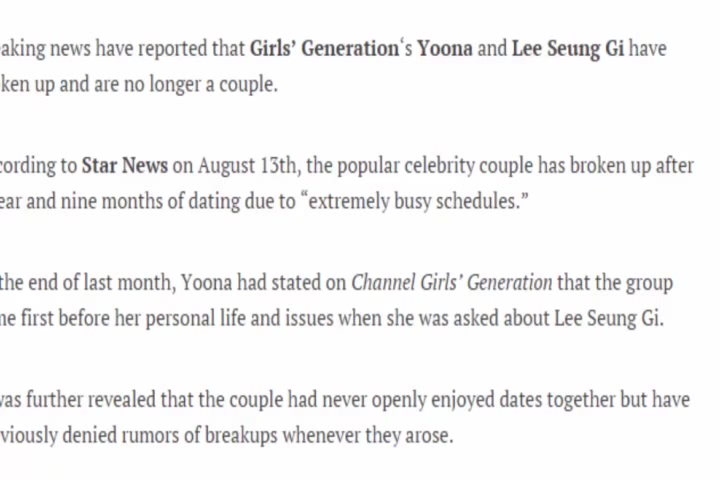 aking news have reported that Girls’ Generation‘s Yoona and Lee Seung Gi have
ken up and are no longer a couple.
cording to Star News on August 13th, the popular celebrity couple has broken up after
ear and nine months of dating due to “extremely busy schedules.”
the end of last month, Yoona had stated on Channel Girls’ Generation that the group
me first before her personal life and issues when she was asked about Lee Seung Gi.
was further revealed that the couple had never openly enjoyed dates together but have
viously denied rumors of breakups whenever they arose.